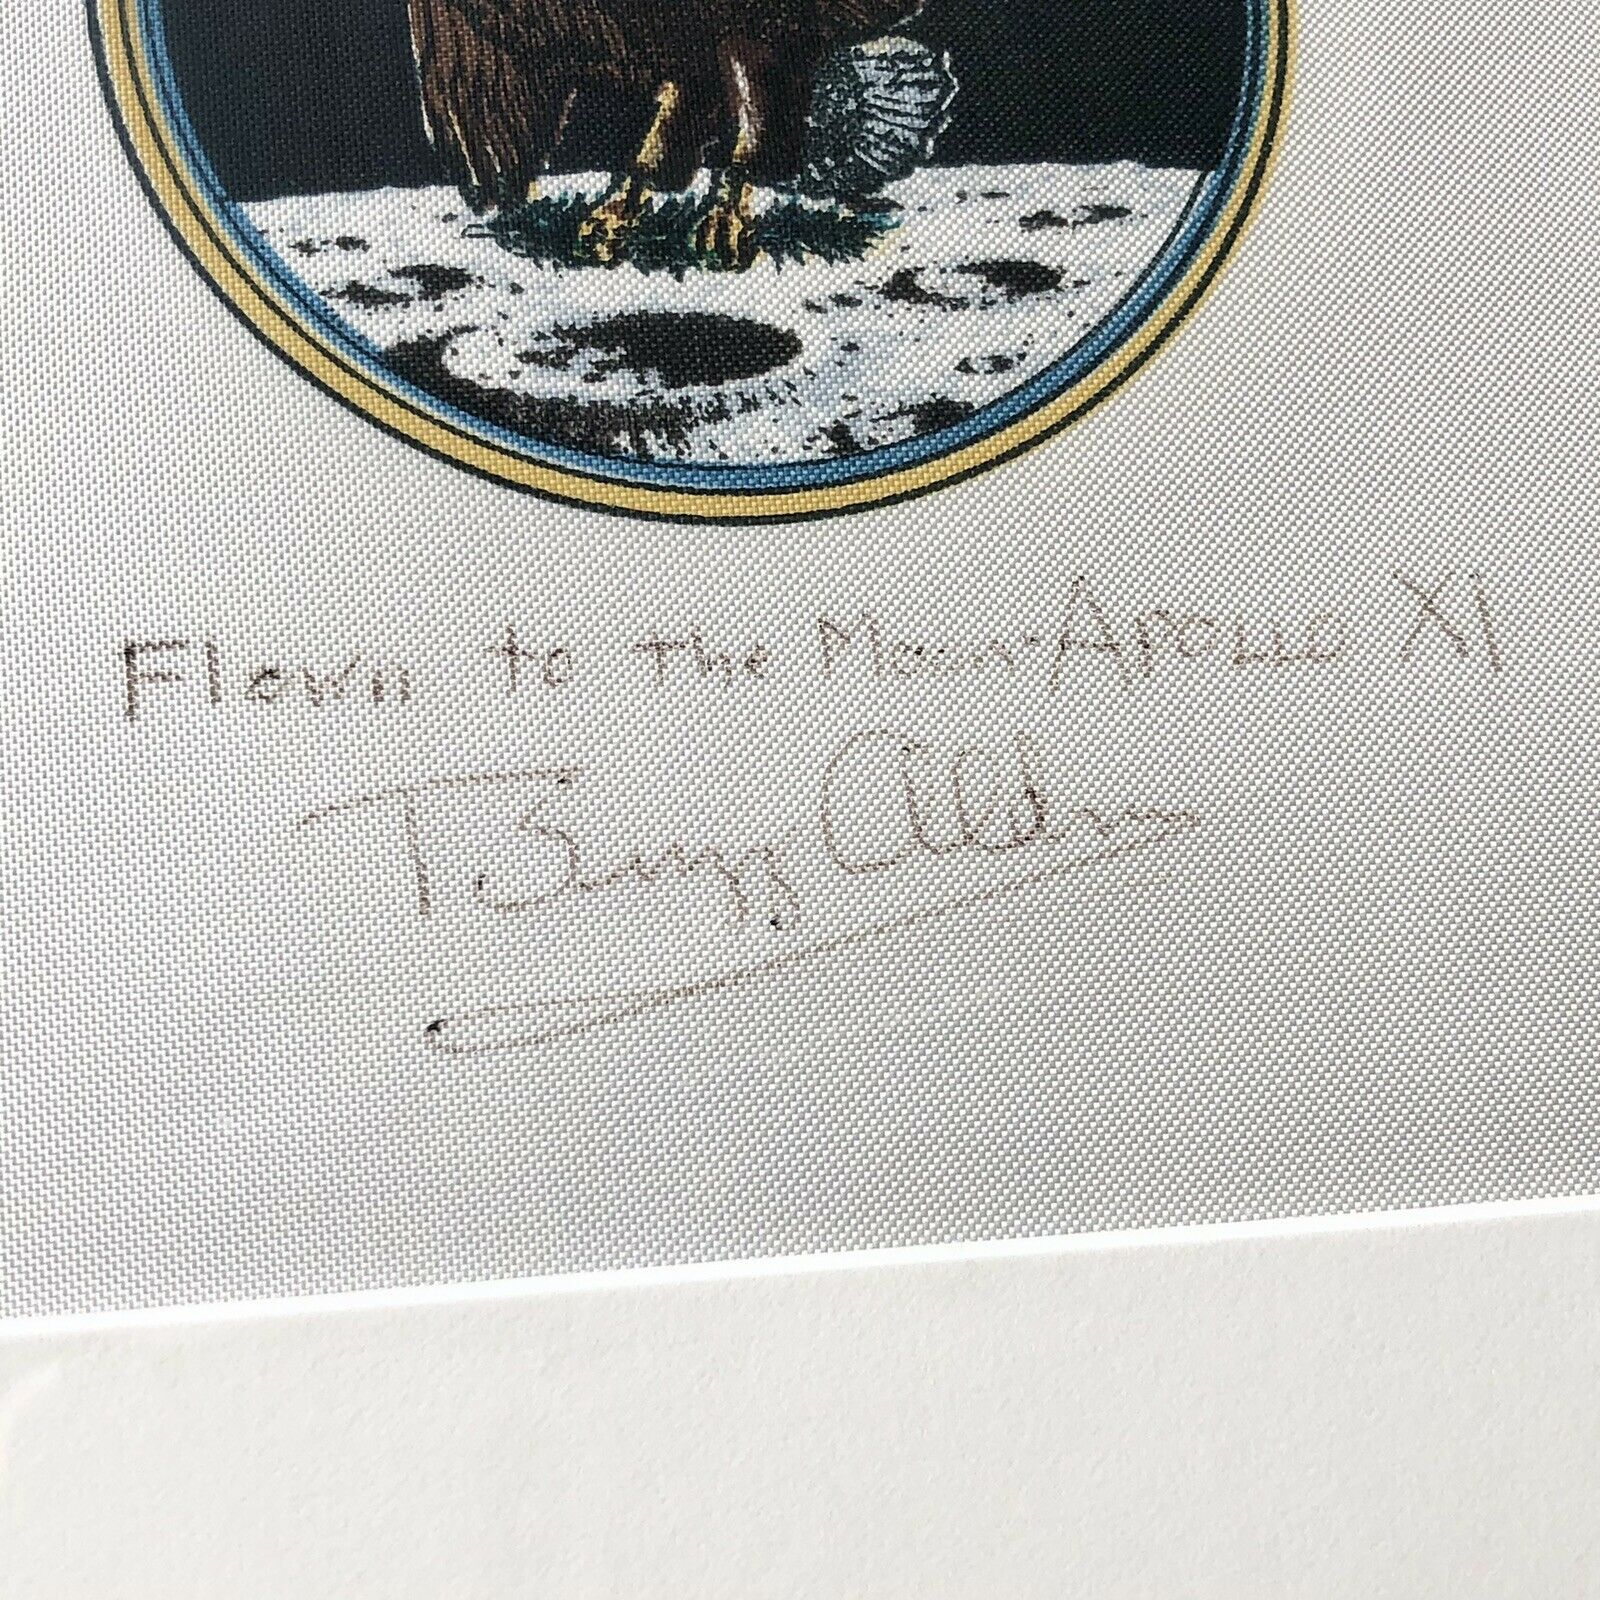 Flown to the Moon-Apollo XI
Buzz Aldrin